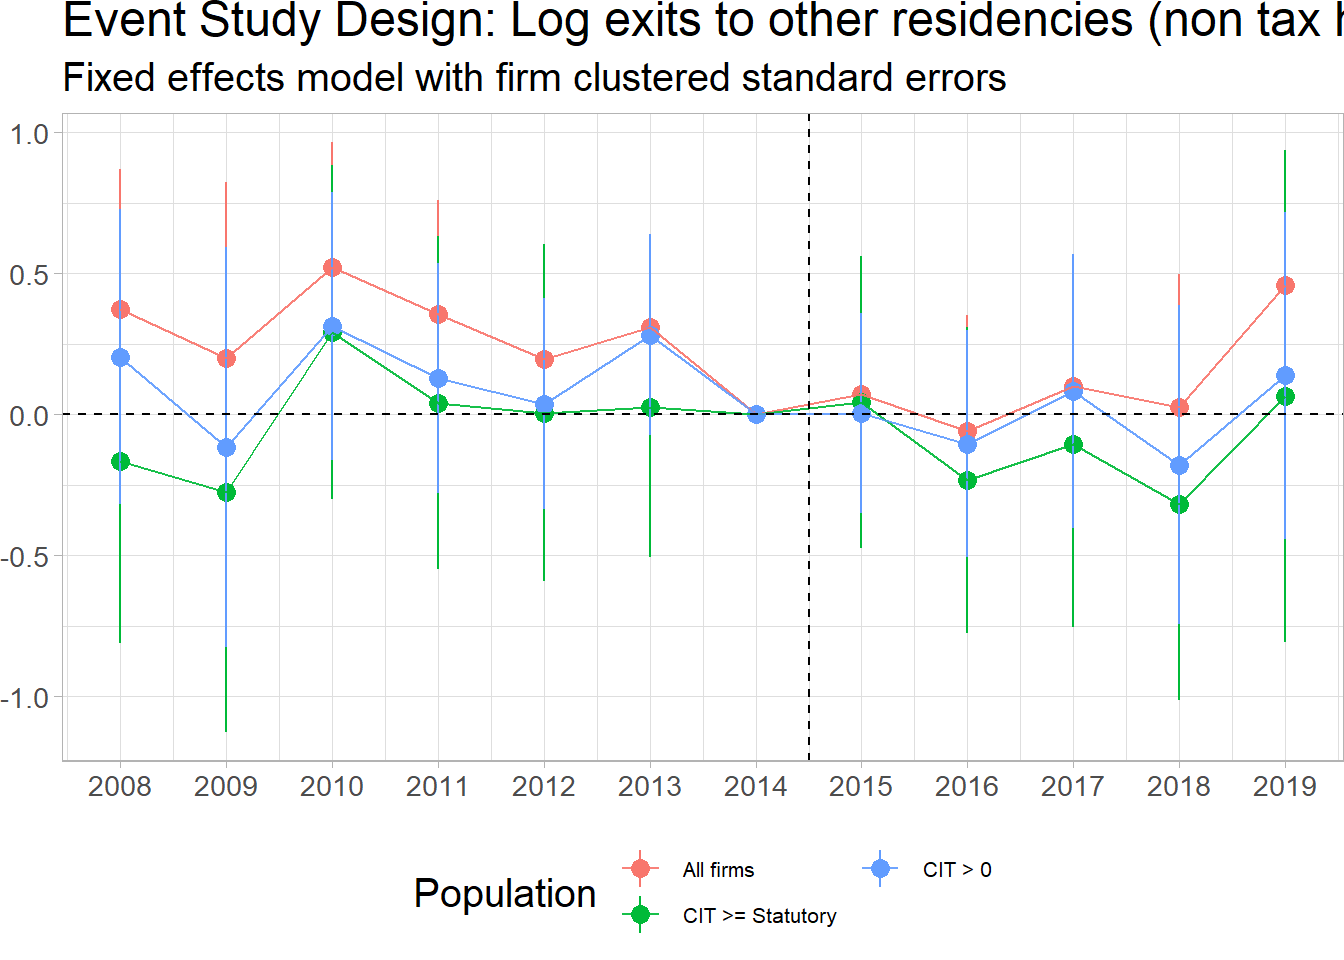 Event Study Design: Log exits to other residencies (non tax
Fixed effects model with firm clustered standard errors
1.0
0.5
0.0
-0.5
-1.0
2008 2009 2010 2011 2012 2013 2014 2015 2016 2017 2018 2019
Population
All firms
CIT > 0
CIT >= Statutory